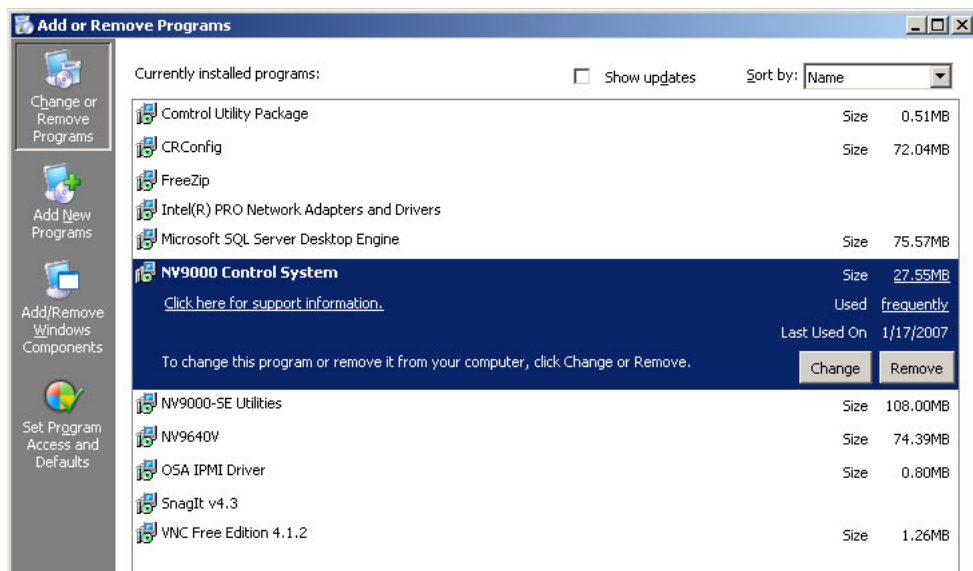 Add or Remove Programs
Change or
Remove
Programs
Add New
Programs
Add/Remove
Windows
Components
Set Program
Access and
Defaults
Currently installed programs: Show updates Sort by: Name
Comtrol Utility Package Size 0.51MB
CRConfig Size 72.04MB
FreeZip
Intel(R) PRO Network Adapters and Drivers
Microsoft SQL Server Desktop Engine Size 75.57MB
NV9000 Control System Size 27.55MB
Click here for support information. Used frequently
Last Used On 1/17/2007
To change this program or remove it from your computer, click Change or Remove. Change Remove
NV9000-SE Utilities Size 108.00MB
NV9640V Size 74.39MB
OSA IPMI Driver Size 0.80MB
SnagIt v4.3
VNC Free Edition 4.1.2 Size 1.26MB